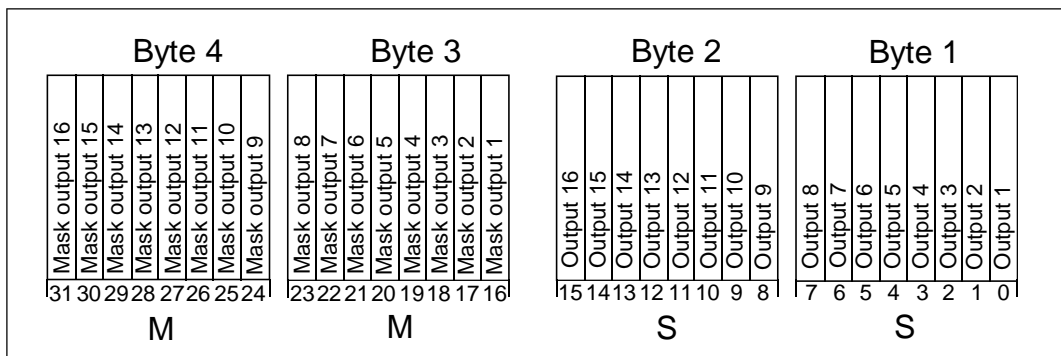 Byte 4
Byte 3
Byte 2
Byte 1
Mask output 16
Mask output 15
Mask output 14
Mask output 13
Mask output 12
Mask output 11
Mask output 10
Mask output 9
Mask output 8
Mask output 7
Mask output 6
Mask output 5
Mask output 4
Mask output 3
Mask output 2
Mask output 1
Output 16
Output 15
Output 14
Output 13
Output 12
Output 11
Output 10
Output 9
Output 8
Output 7
Output 6
Output 5
Output 4
Output 3
Output 2
Output 1
31 30 29 28 27 26 25 24
23 22 21 20 19 18 17 16
15 14 13 12 11 10 9 8
7 6 5 4 3 2 1 0
M
M
S
S